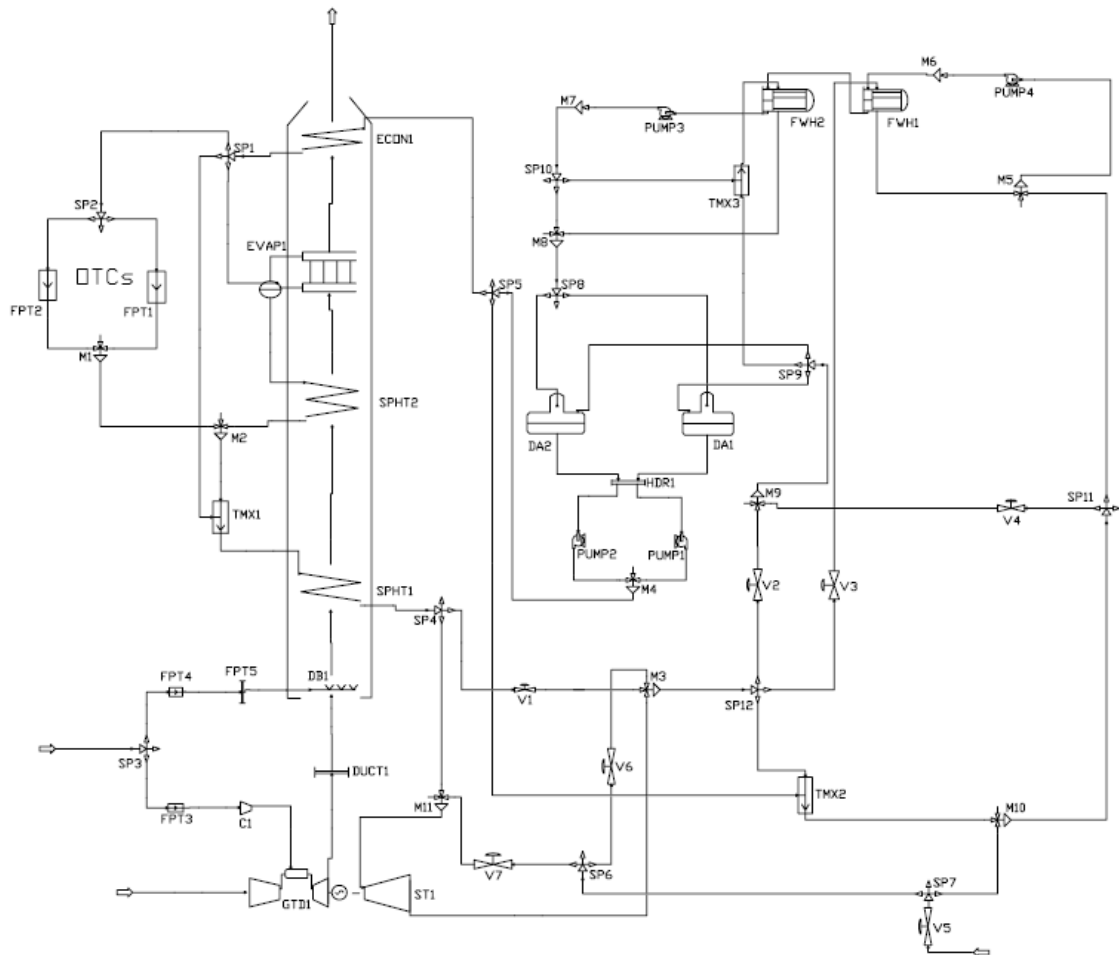 M6
PUMP4
M7
PUMP3
FWH2
FWH1
SP1
ECON1
SP10
TMX3
M5
SP2
M8
EVAP1
OTCs
SP5
SP8
FPT2
FPT1
M1
SP9
SPHT2
M2
DA2
DA1
HDR1
M9
SP11
TMX1
V4
PUMP2
PUMP1
V2
V3
SPHT1
M4
SP4
FPT4
FPT5
DB1
M3
V1
SP12
SP3
V6
DUCT1
TMX2
M11
M10
FPT3
C1
V7
SP6
SP7
GTD1
ST1
V5